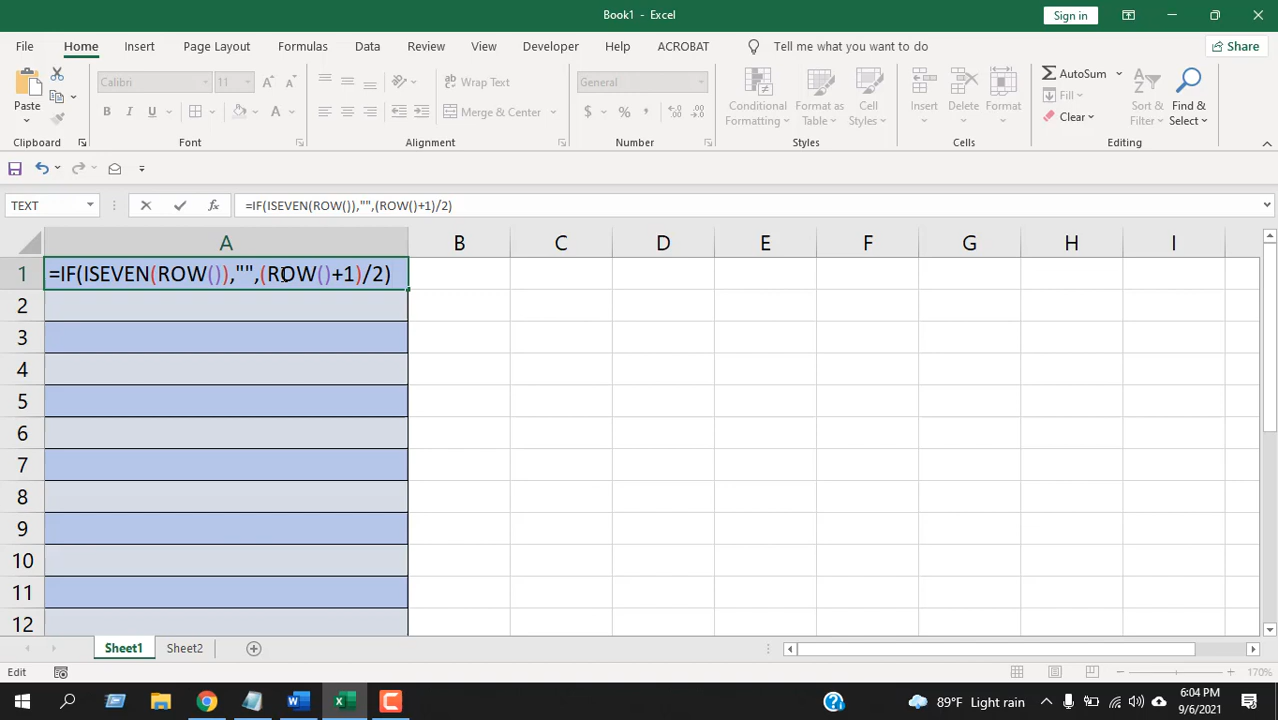 Book1 - Excel
Sign in
File Home Insert Page Layout Formulas Data Review View Developer Help ACROBAT Tell me what you want to do Share
Paste
Clipboard
Calibri 11
B I U A
Font
Wrap Text
Merge & Center
Alignment
General
$ % ,
Number
Conditional Formatting
Format as Table
Cell Styles
Styles
Insert
Delete
Format
Cells
AutoSum
Fill
Clear
Sort & Filter
Find & Select
Editing
TEXT fx =IF(ISEVEN(ROW()),"",(ROW()+1)/2)
A B C D E F G H I
1 =IF(ISEVEN(ROW()),"",(ROW()+1)/2)
2
3
4
5
6
7
8
9
10
11
12
Sheet1 Sheet2
Edit 170%
89°F Light rain
6:04 PM
9/6/2021